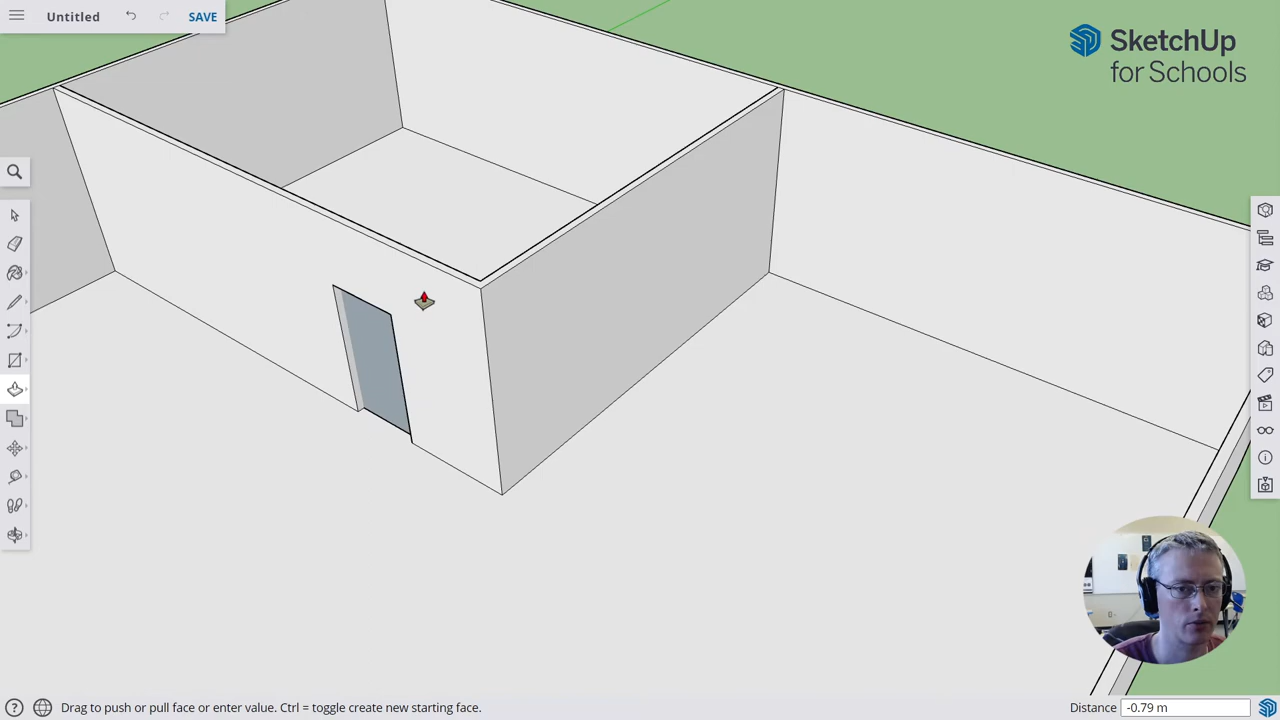 Untitled
SAVE
SketchUp
for Schools
Drag to push or pull face or enter value. Ctrl = toggle create new starting face.
Distance
-0.79 m